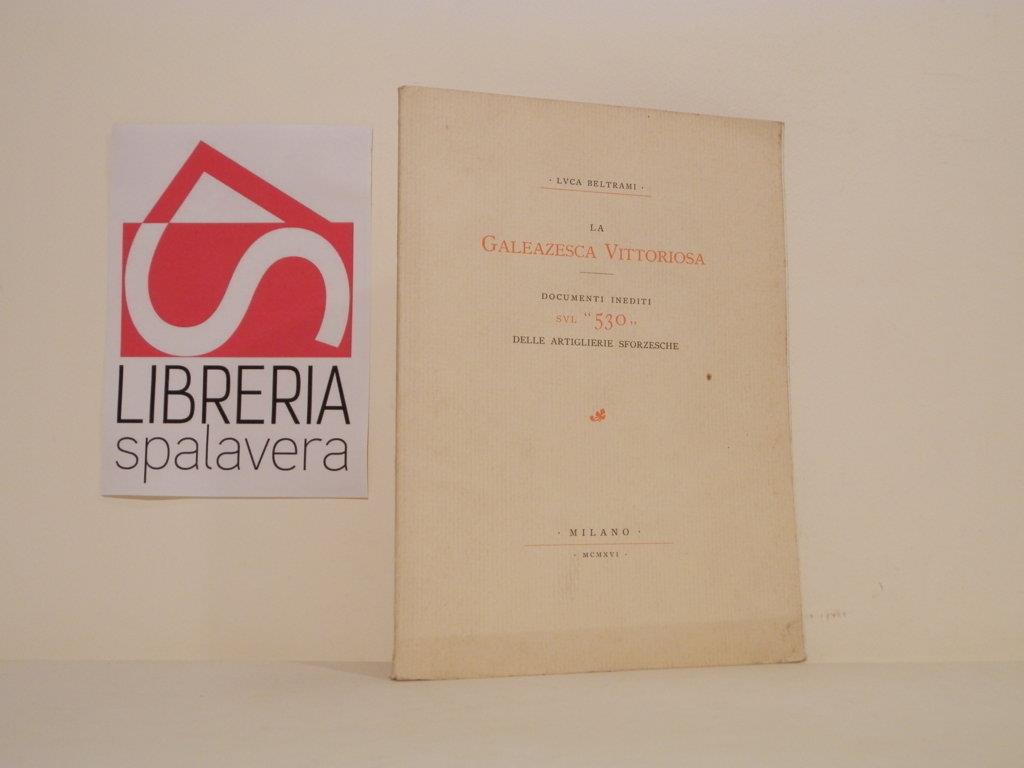 LIBRERIA
spalavera
· LVCA BELTRAMI ·
LA
GALEAZESCA VITTORIOSA
DOCUMENTI INEDITI
SVL “530„
DELLE ARTIGLIERIE SFORZESCHE
· MILANO ·
· MCMXVI ·